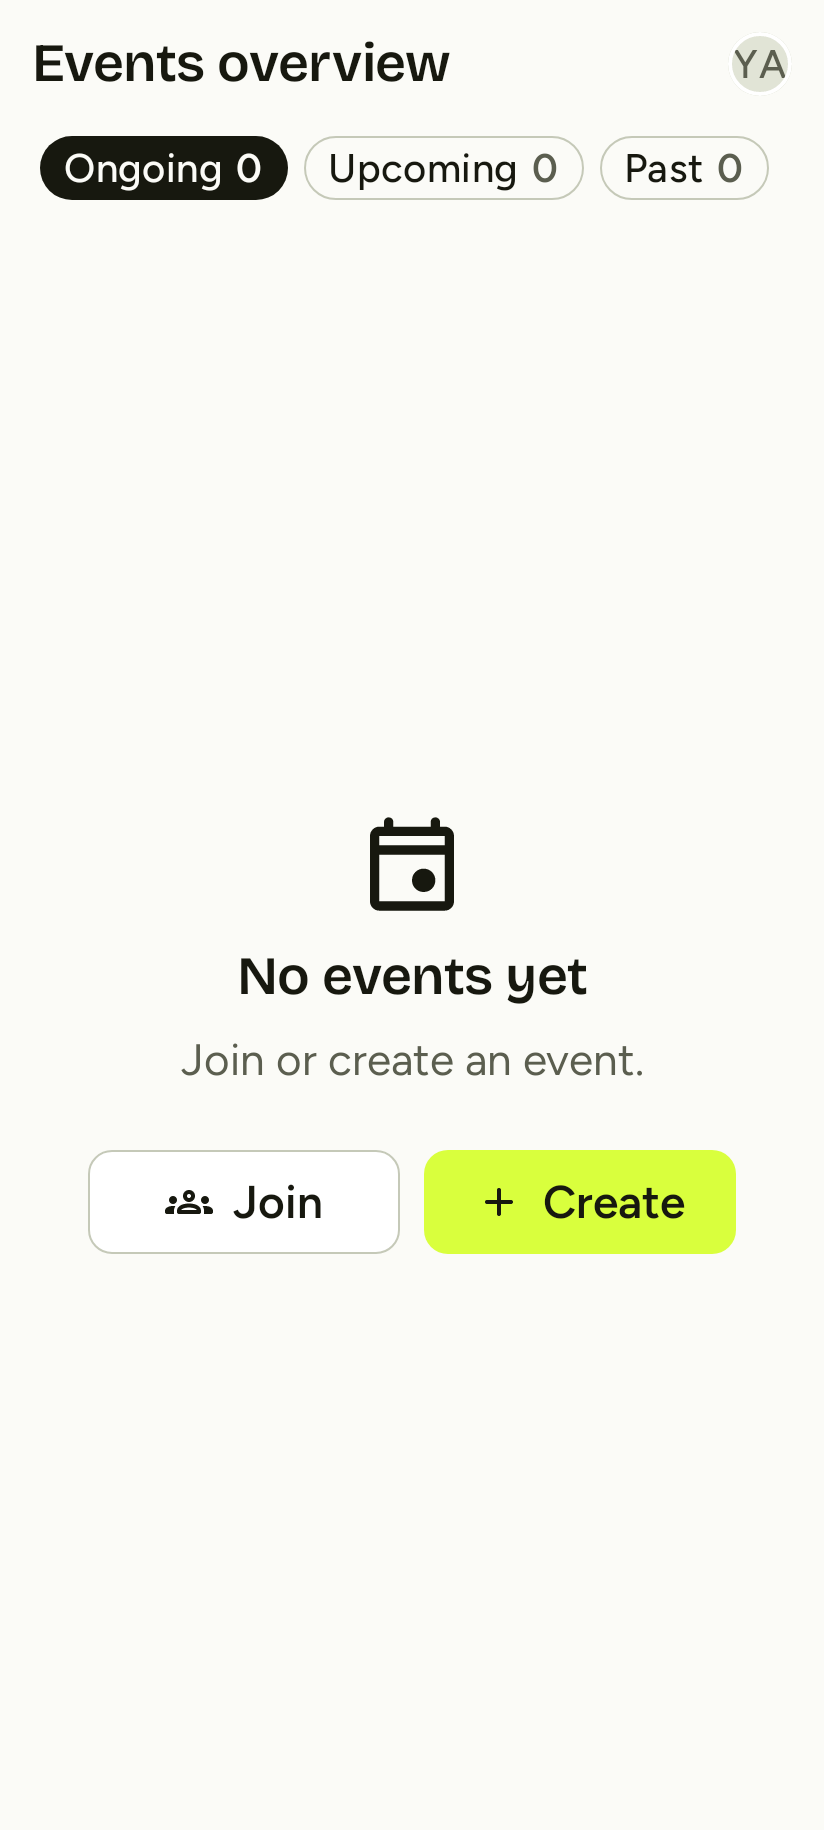 Events overview
YA
Ongoing 0
Upcoming 0
Past 0
No events yet
Join or create an event.
Join
Create